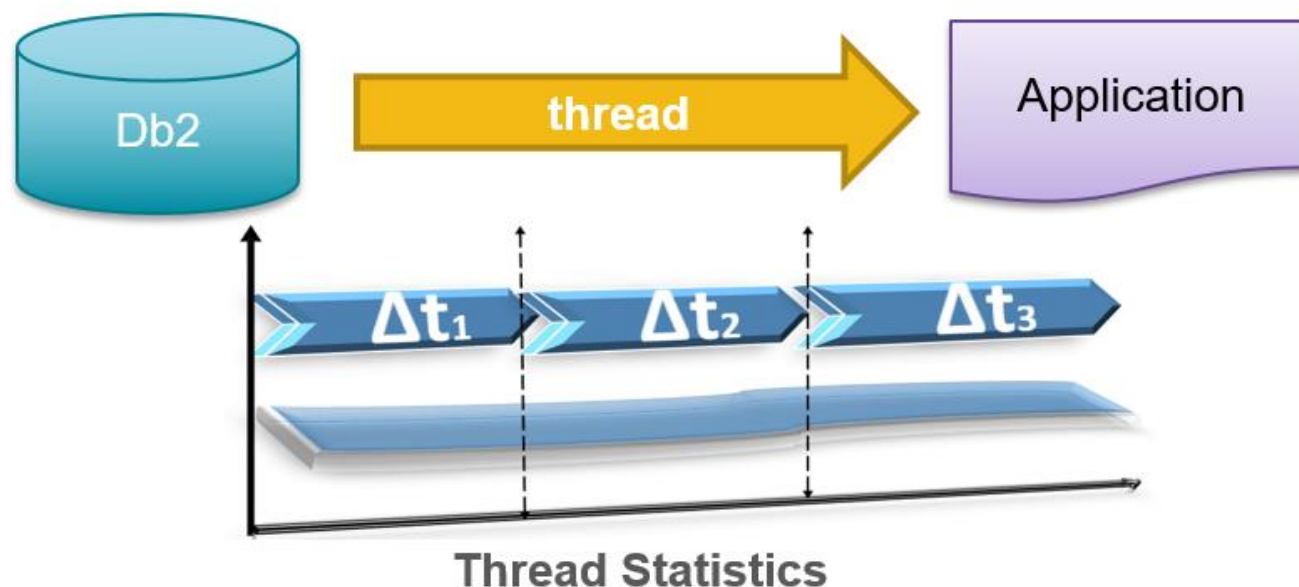 Db2
thread
Application
Δt₁
Δt₂
Δt₃
Thread Statistics